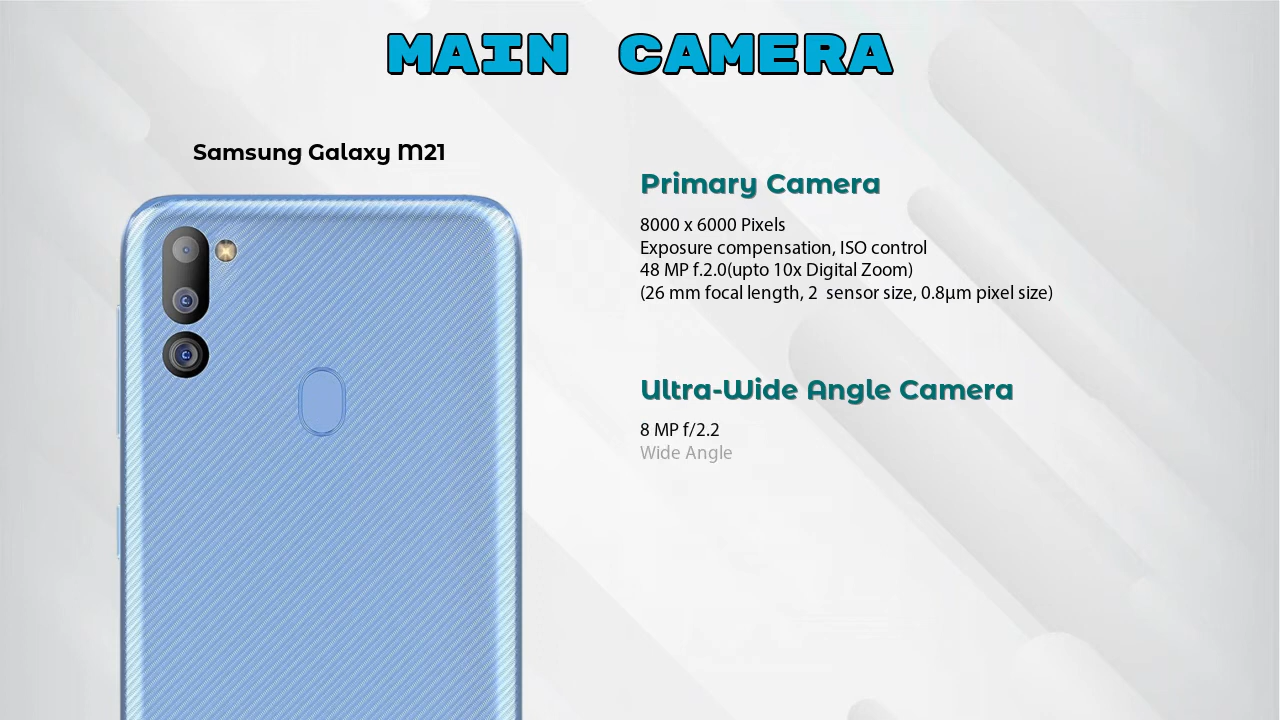 MAIN CAMERA
Samsung Galaxy M21
Primary Camera
8000 x 6000 Pixels
Exposure compensation, ISO control
48 MP f.2.0(upto 10x Digital Zoom)
(26 mm focal length, 2  sensor size, 0.8µm pixel size)
Ultra-Wide Angle Camera
8 MP f/2.2
Wide Angle